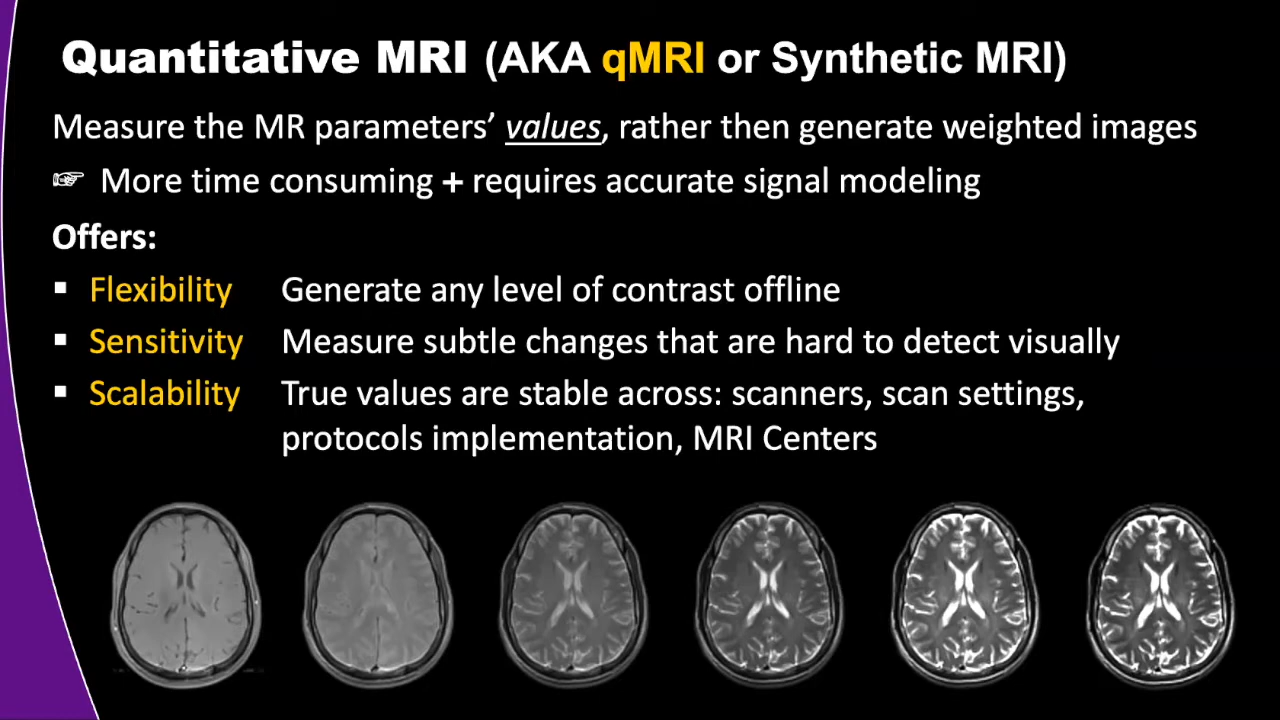 Quantitative MRI (AKA qMRI or Synthetic MRI)
Measure the MR parameters’ values, rather then generate weighted images
☞ More time consuming + requires accurate signal modeling
Offers:
▪ Flexibility Generate any level of contrast offline
▪ Sensitivity Measure subtle changes that are hard to detect visually
▪ Scalability True values are stable across: scanners, scan settings,
protocols implementation, MRI Centers